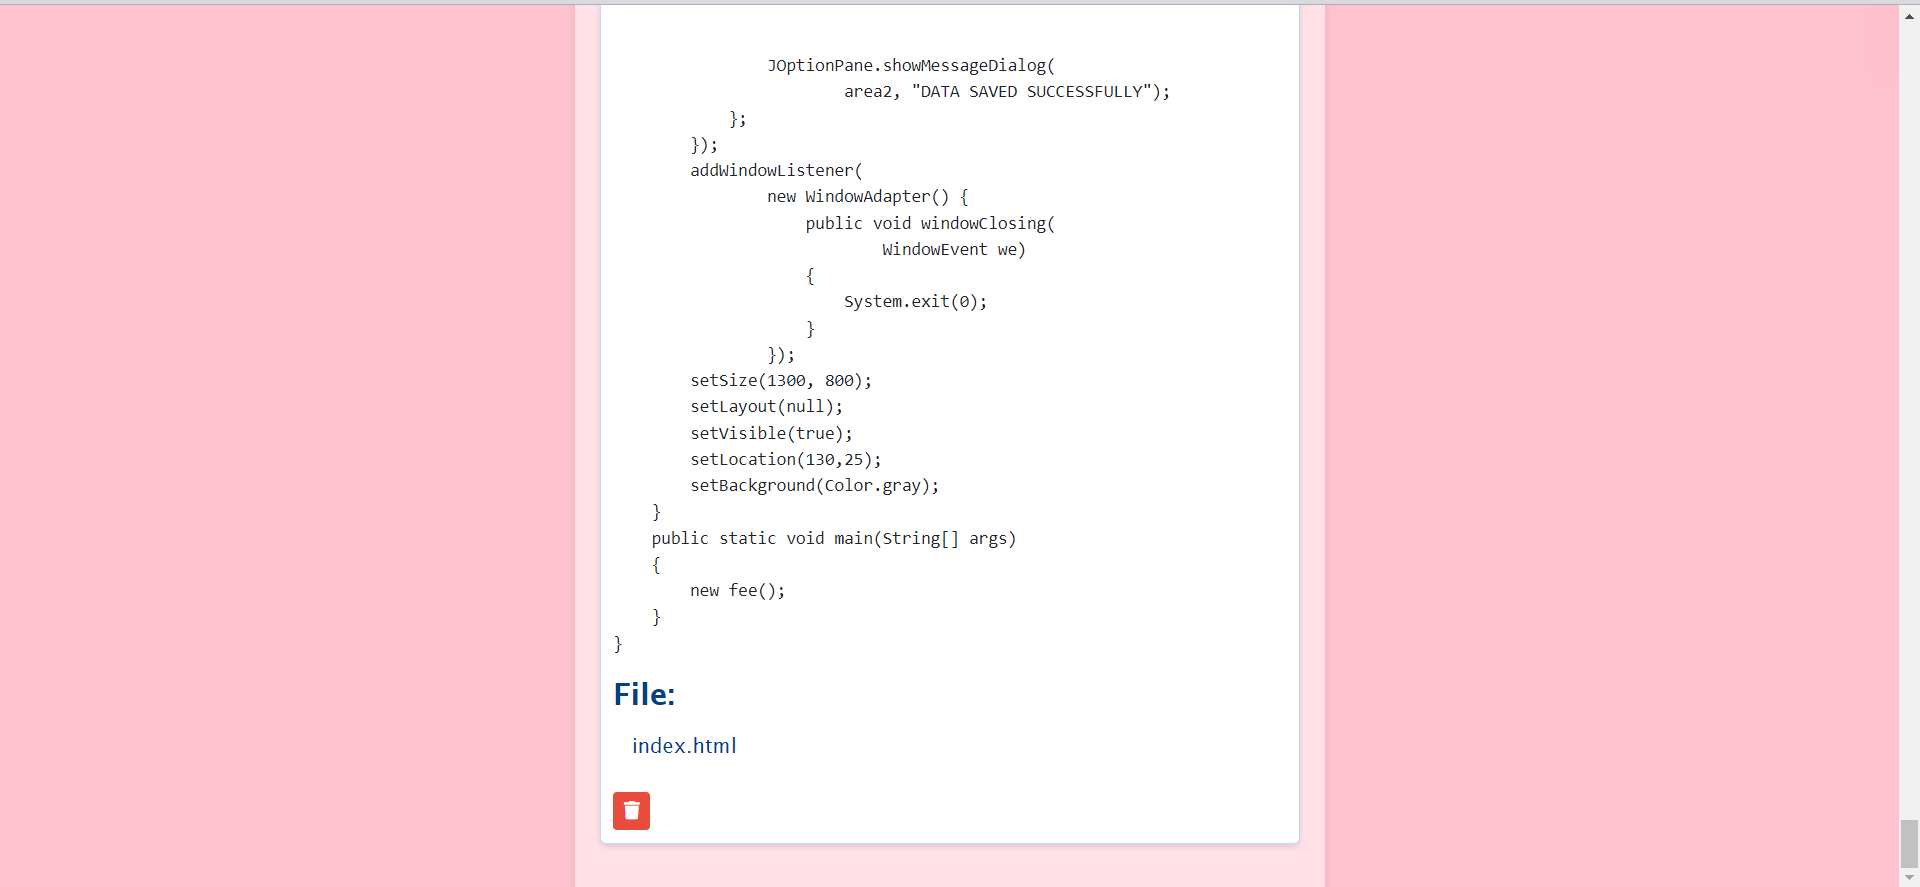 JOptionPane.showMessageDialog(
area2, "DATA SAVED SUCCESSFULLY");
};
});
addWindowListener(
new WindowAdapter() {
public void windowClosing(
WindowEvent we)
{
System.exit(0);
}
});
setSize(1300, 800);
setLayout(null);
setVisible(true);
setLocation(130,25);
setBackground(Color.gray);
}
public static void main(String[] args)
{
new fee();
}
}
File:
index.html